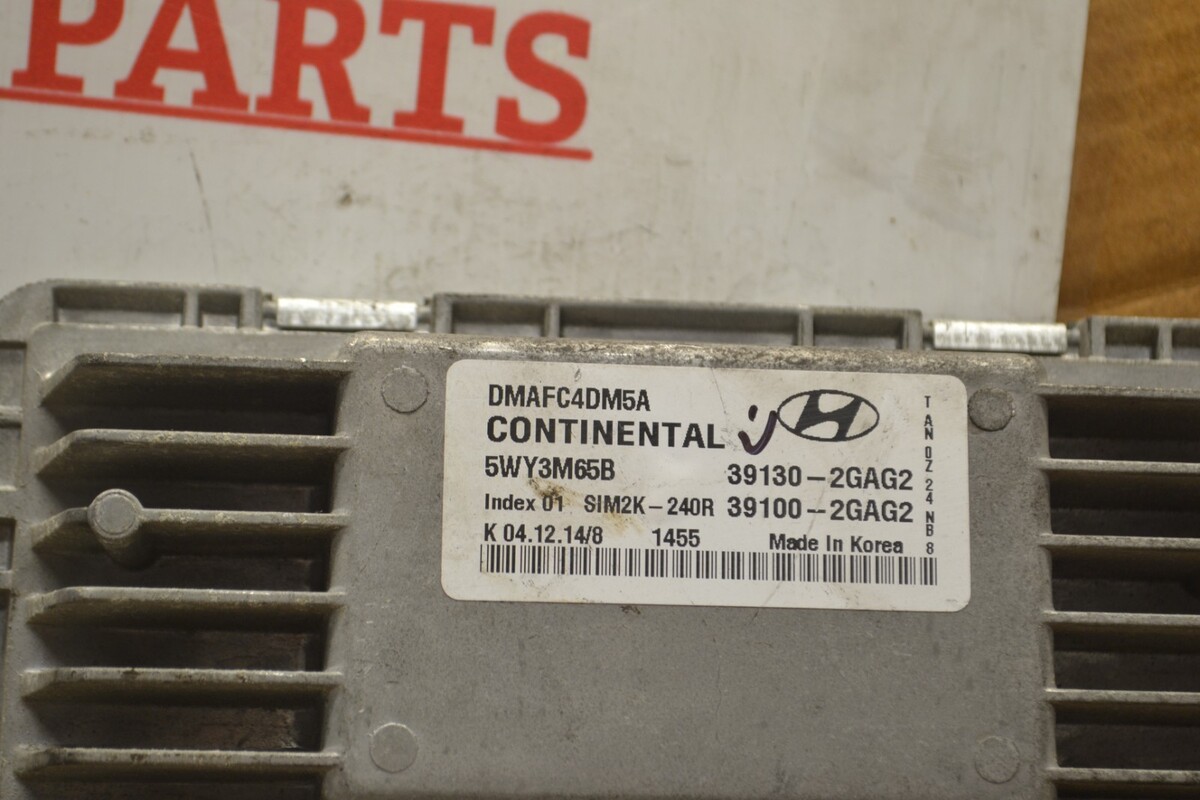 PARTS
DMAFC4DM5A
CONTINENTAL
5WY3M65B 39130-2GAG2
Index 01 SIM2K-240R 39100-2GAG2
K 04.12.14/8 1455 Made In Korea
TAN 0Z 24 NB 8